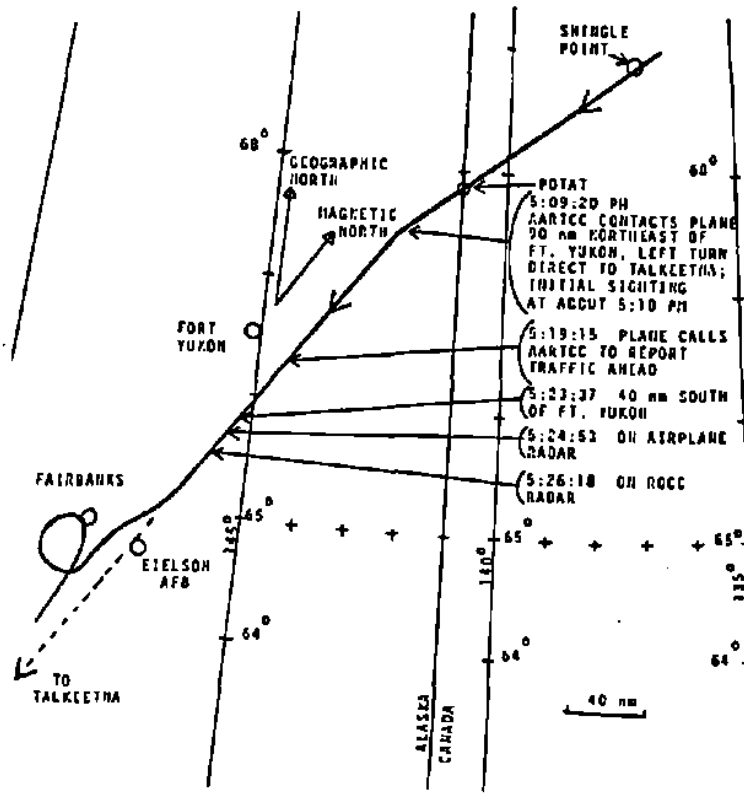 SHINGLE
POINT
68°
GEOGRAPHIC
NORTH
MAGNETIC
NORTH
68°
POTAT
5:09:20 PM
AARTCC CONTACTS PLANE
90 nm NORTHEAST OF
FT. YUKON, LEFT TURN
DIRECT TO TALKEETNA;
INITIAL SIGHTING
AT ABOUT 5:10 PM
FORT
YUKON
5:19:15 PLANE CALLS
AARTCC TO REPORT
TRAFFIC AHEAD
5:23:37 40 nm SOUTH
OF FT. YUKON
5:24:53 ON AIRPLANE
RADAR
5:26:18 ON ROCC
RADAR
FAIRBANKS
EIELSON
AFB
65°
145°
65°
140°
65°
135°
64°
64°
64°
TO
TALKEETNA
40 nm
ALASKA
CANADA